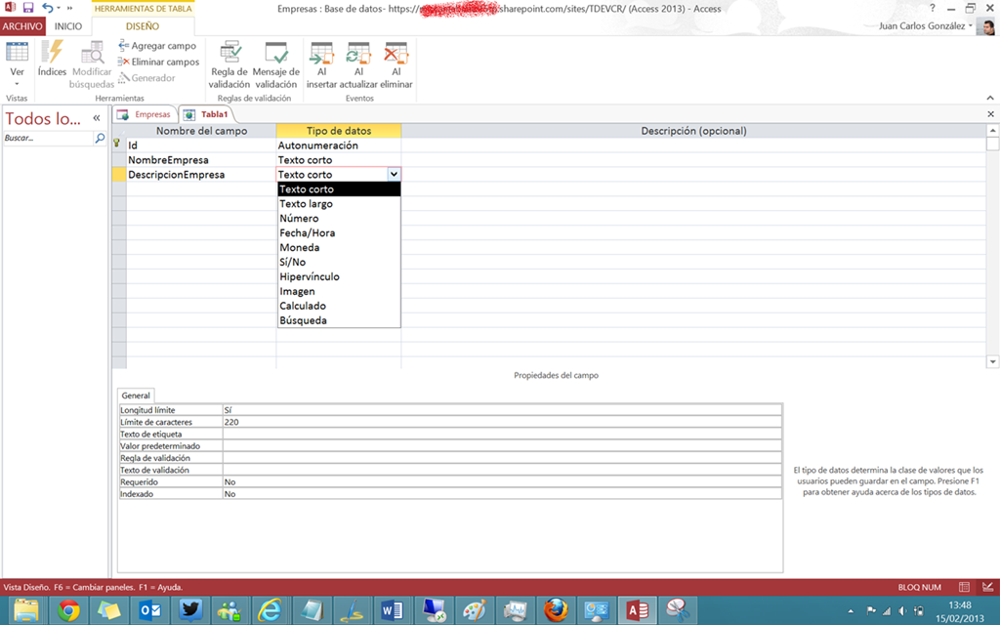 HERRAMIENTAS DE TABLA
Empresas : Base de datos- https://
.sharepoint.com/sites/TDEVCR/ (Access 2013) - Access
ARCHIVO
INICIO
DISEÑO
Juan Carlos González
Ver
Índices
Modificar
búsquedas
Agregar campo
Eliminar campos
Generador
Regla de
validación
Mensaje de
validación
Al
insertar
Al
actualizar
Al
eliminar
Vistas
Herramientas
Reglas de validación
Eventos
Todos lo... «
Buscar...
Empresas
Tabla1
Nombre del campo
Tipo de datos
Descripción (opcional)
Id
Autonumeración
NombreEmpresa
Texto corto
DescripcionEmpresa
Texto corto
Texto corto
Texto largo
Número
Fecha/Hora
Moneda
Sí/No
Hipervínculo
Imagen
Calculado
Búsqueda
Propiedades del campo
General
Longitud límite
Sí
Límite de caracteres
220
Texto de etiqueta
Valor predeterminado
Regla de validación
Texto de validación
Requerido
No
Indexado
No
El tipo de datos determina la clase de valores que los
usuarios pueden guardar en el campo. Presione F1
para obtener ayuda acerca de los tipos de datos.
Vista Diseño. F6 = Cambiar paneles. F1 = Ayuda.
BLOQ NUM
13:48
15/02/2013